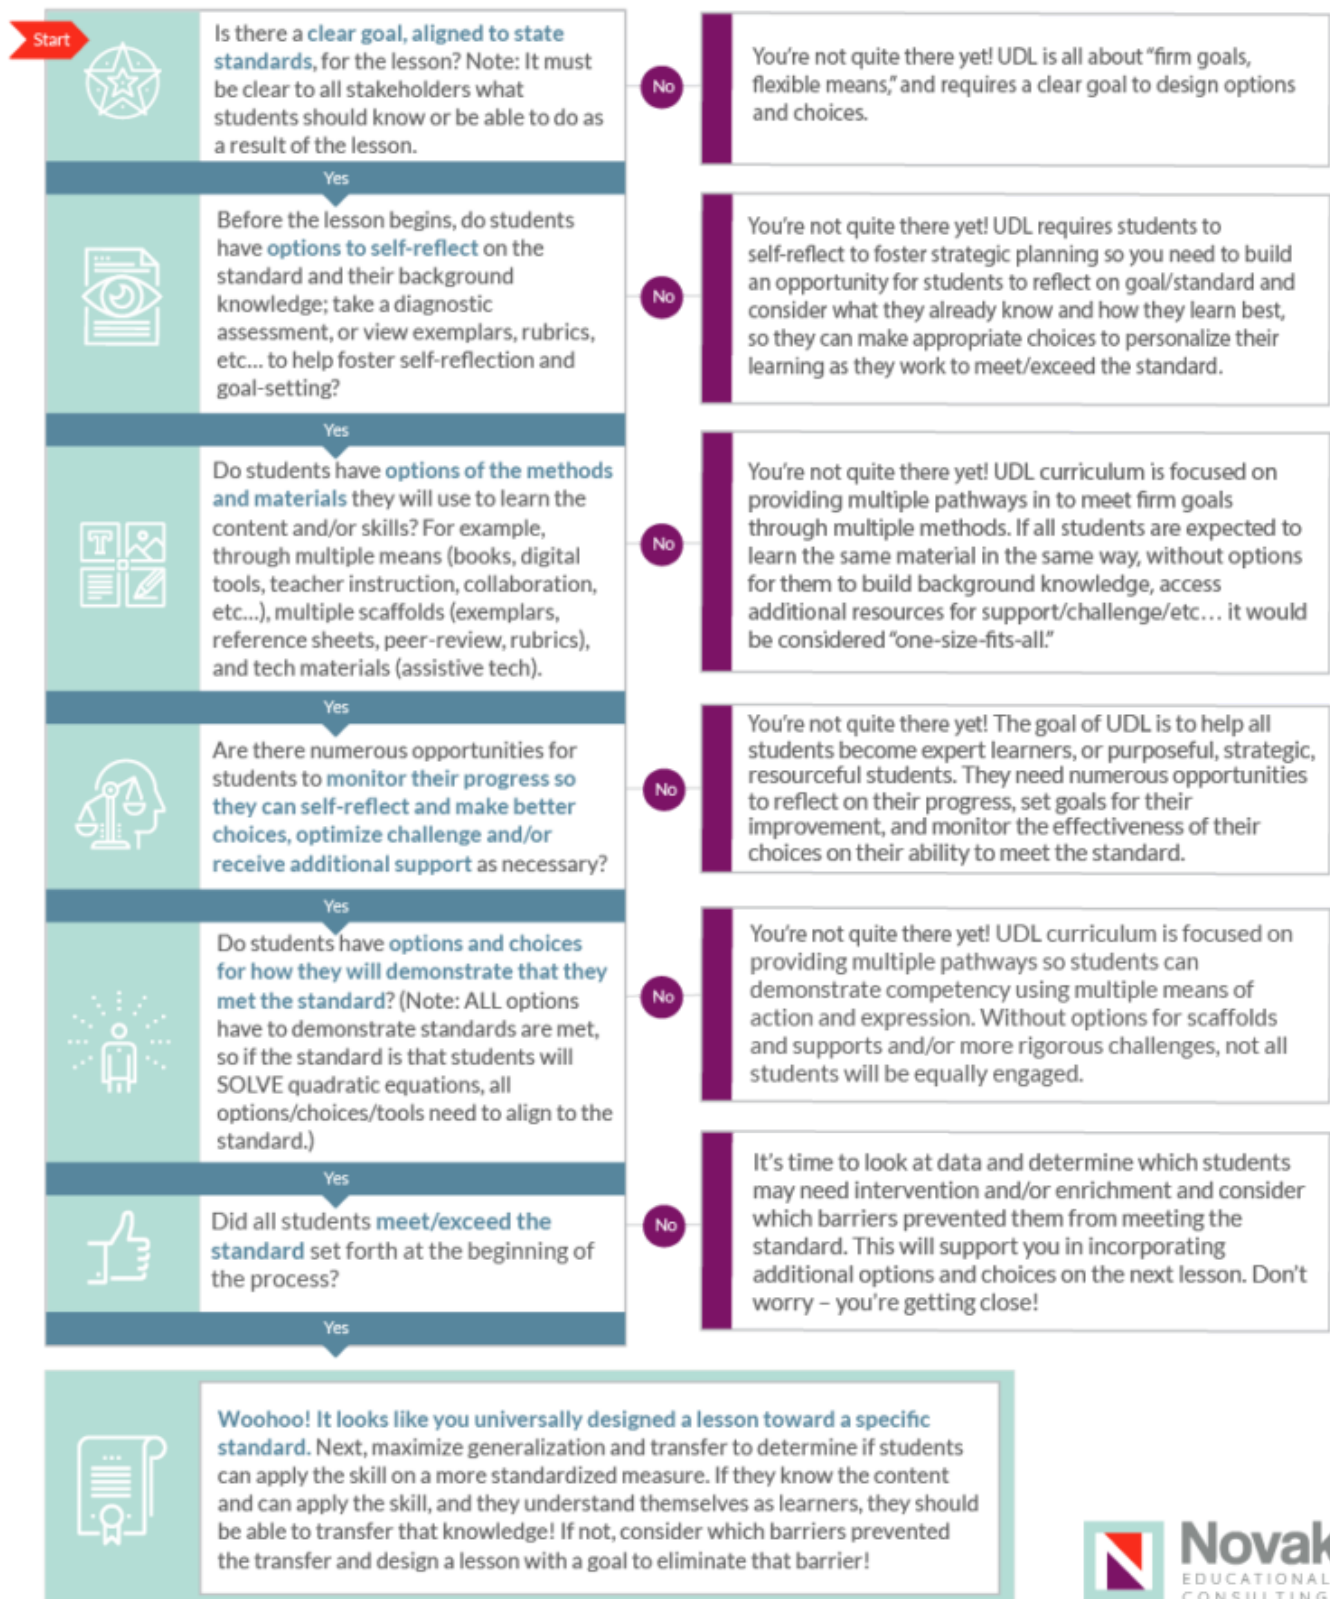 Start
Is there a clear goal, aligned to state
standards, for the lesson? Note: It must
be clear to all stakeholders what
students should know or be able to do as
a result of the lesson.
No
You're not quite there yet! UDL is all about "firm goals,
flexible means," and requires a clear goal to design options
and choices.
Yes
Before the lesson begins, do students
have options to self-reflect on the
standard and their background
knowledge; take a diagnostic
assessment, or view exemplars, rubrics,
etc... to help foster self-reflection and
goal-setting?
No
You're not quite there yet! UDL requires students to
self-reflect to foster strategic planning so you need to build
an opportunity for students to reflect on goal/standard and
consider what they already know and how they learn best,
so they can make appropriate choices to personalize their
learning as they work to meet/exceed the standard.
Yes
Do students have options of the methods
and materials they will use to learn the
content and/or skills? For example,
through multiple means (books, digital
tools, teacher instruction, collaboration,
etc...), multiple scaffolds (exemplars,
reference sheets, peer-review, rubrics),
and tech materials (assistive tech).
No
You're not quite there yet! UDL curriculum is focused on
providing multiple pathways in to meet firm goals
through multiple methods. If all students are expected to
learn the same material in the same way, without options
for them to build background knowledge, access
additional resources for support/challenge/etc... it would
be considered "one-size-fits-all."
Yes
Are there numerous opportunities for
students to monitor their progress so
they can self-reflect and make better
choices, optimize challenge and/or
receive additional support as necessary?
No
You're not quite there yet! The goal of UDL is to help all
students become expert learners, or purposeful, strategic,
resourceful students. They need numerous opportunities
to reflect on their progress, set goals for their
improvement, and monitor the effectiveness of their
choices on their ability to meet the standard.
Yes
Do students have options and choices
for how they will demonstrate that they
met the standard? (Note: ALL options
have to demonstrate standards are met,
so if the standard is that students will
SOLVE quadratic equations, all
options/choices/tools need to align to the
standard.)
No
You're not quite there yet! UDL curriculum is focused on
providing multiple pathways so students can
demonstrate competency using multiple means of
action and expression. Without options for scaffolds
and supports and/or more rigorous challenges, not all
students will be equally engaged.
Yes
Did all students meet/exceed the
standard set forth at the beginning of
the process?
No
It's time to look at data and determine which students
may need intervention and/or enrichment and consider
which barriers prevented them from meeting the
standard. This will support you in incorporating
additional options and choices on the next lesson. Don't
worry – you're getting close!
Yes
Woohoo! It looks like you universally designed a lesson toward a specific
standard. Next, maximize generalization and transfer to determine if students
can apply the skill on a more standardized measure. If they know the content
and can apply the skill, and they understand themselves as learners, they should
be able to transfer that knowledge! If not, consider which barriers prevented
the transfer and design a lesson with a goal to eliminate that barrier!
Novak
EDUCATIONAL
CONSULTING